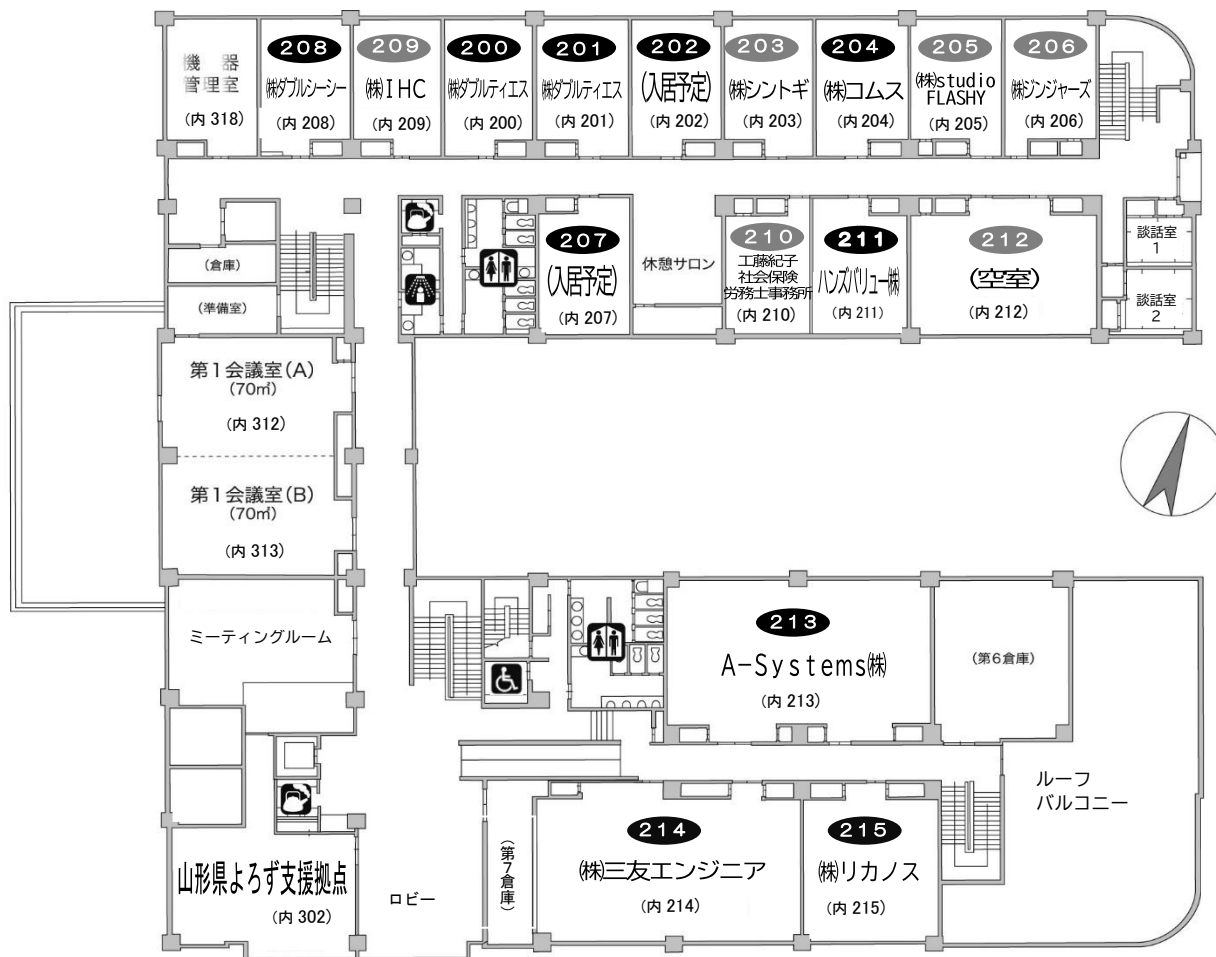 208
209
200
201
202
203
204
205
206
機 器
管理室
(内 318)
㈱ダブルシーシー
(内 208)
㈱IHC
(内 209)
㈱ダブルティエス
(内 200)
㈱ダブルティエス
(内 201)
(入居予定)
(内 202)
㈱シントギ
(内 203)
㈱コムス
(内 204)
㈱studio
FLASHY
(内 205)
㈱ジンジャーズ
(内 206)
(倉庫)
(準備室)
207
(入居予定)
(内 207)
休憩サロン
210
工藤紀子
社会保険
労務士事務所
(内 210)
211
ハンズバリュー㈱
(内 211)
212
(空室)
(内 212)
談話室
1
談話室
2
第1会議室(A)
(70㎡)
(内 312)
第1会議室(B)
(70㎡)
(内 313)
ミーティングルーム
213
A-Systems㈱
(内 213)
(第6倉庫)
ルーフ
バルコニー
山形県よろず支援拠点
(内 302)
ロビー
(第7倉庫)
214
㈱三友エンジニア
(内 214)
215
㈱リカノス
(内 215)